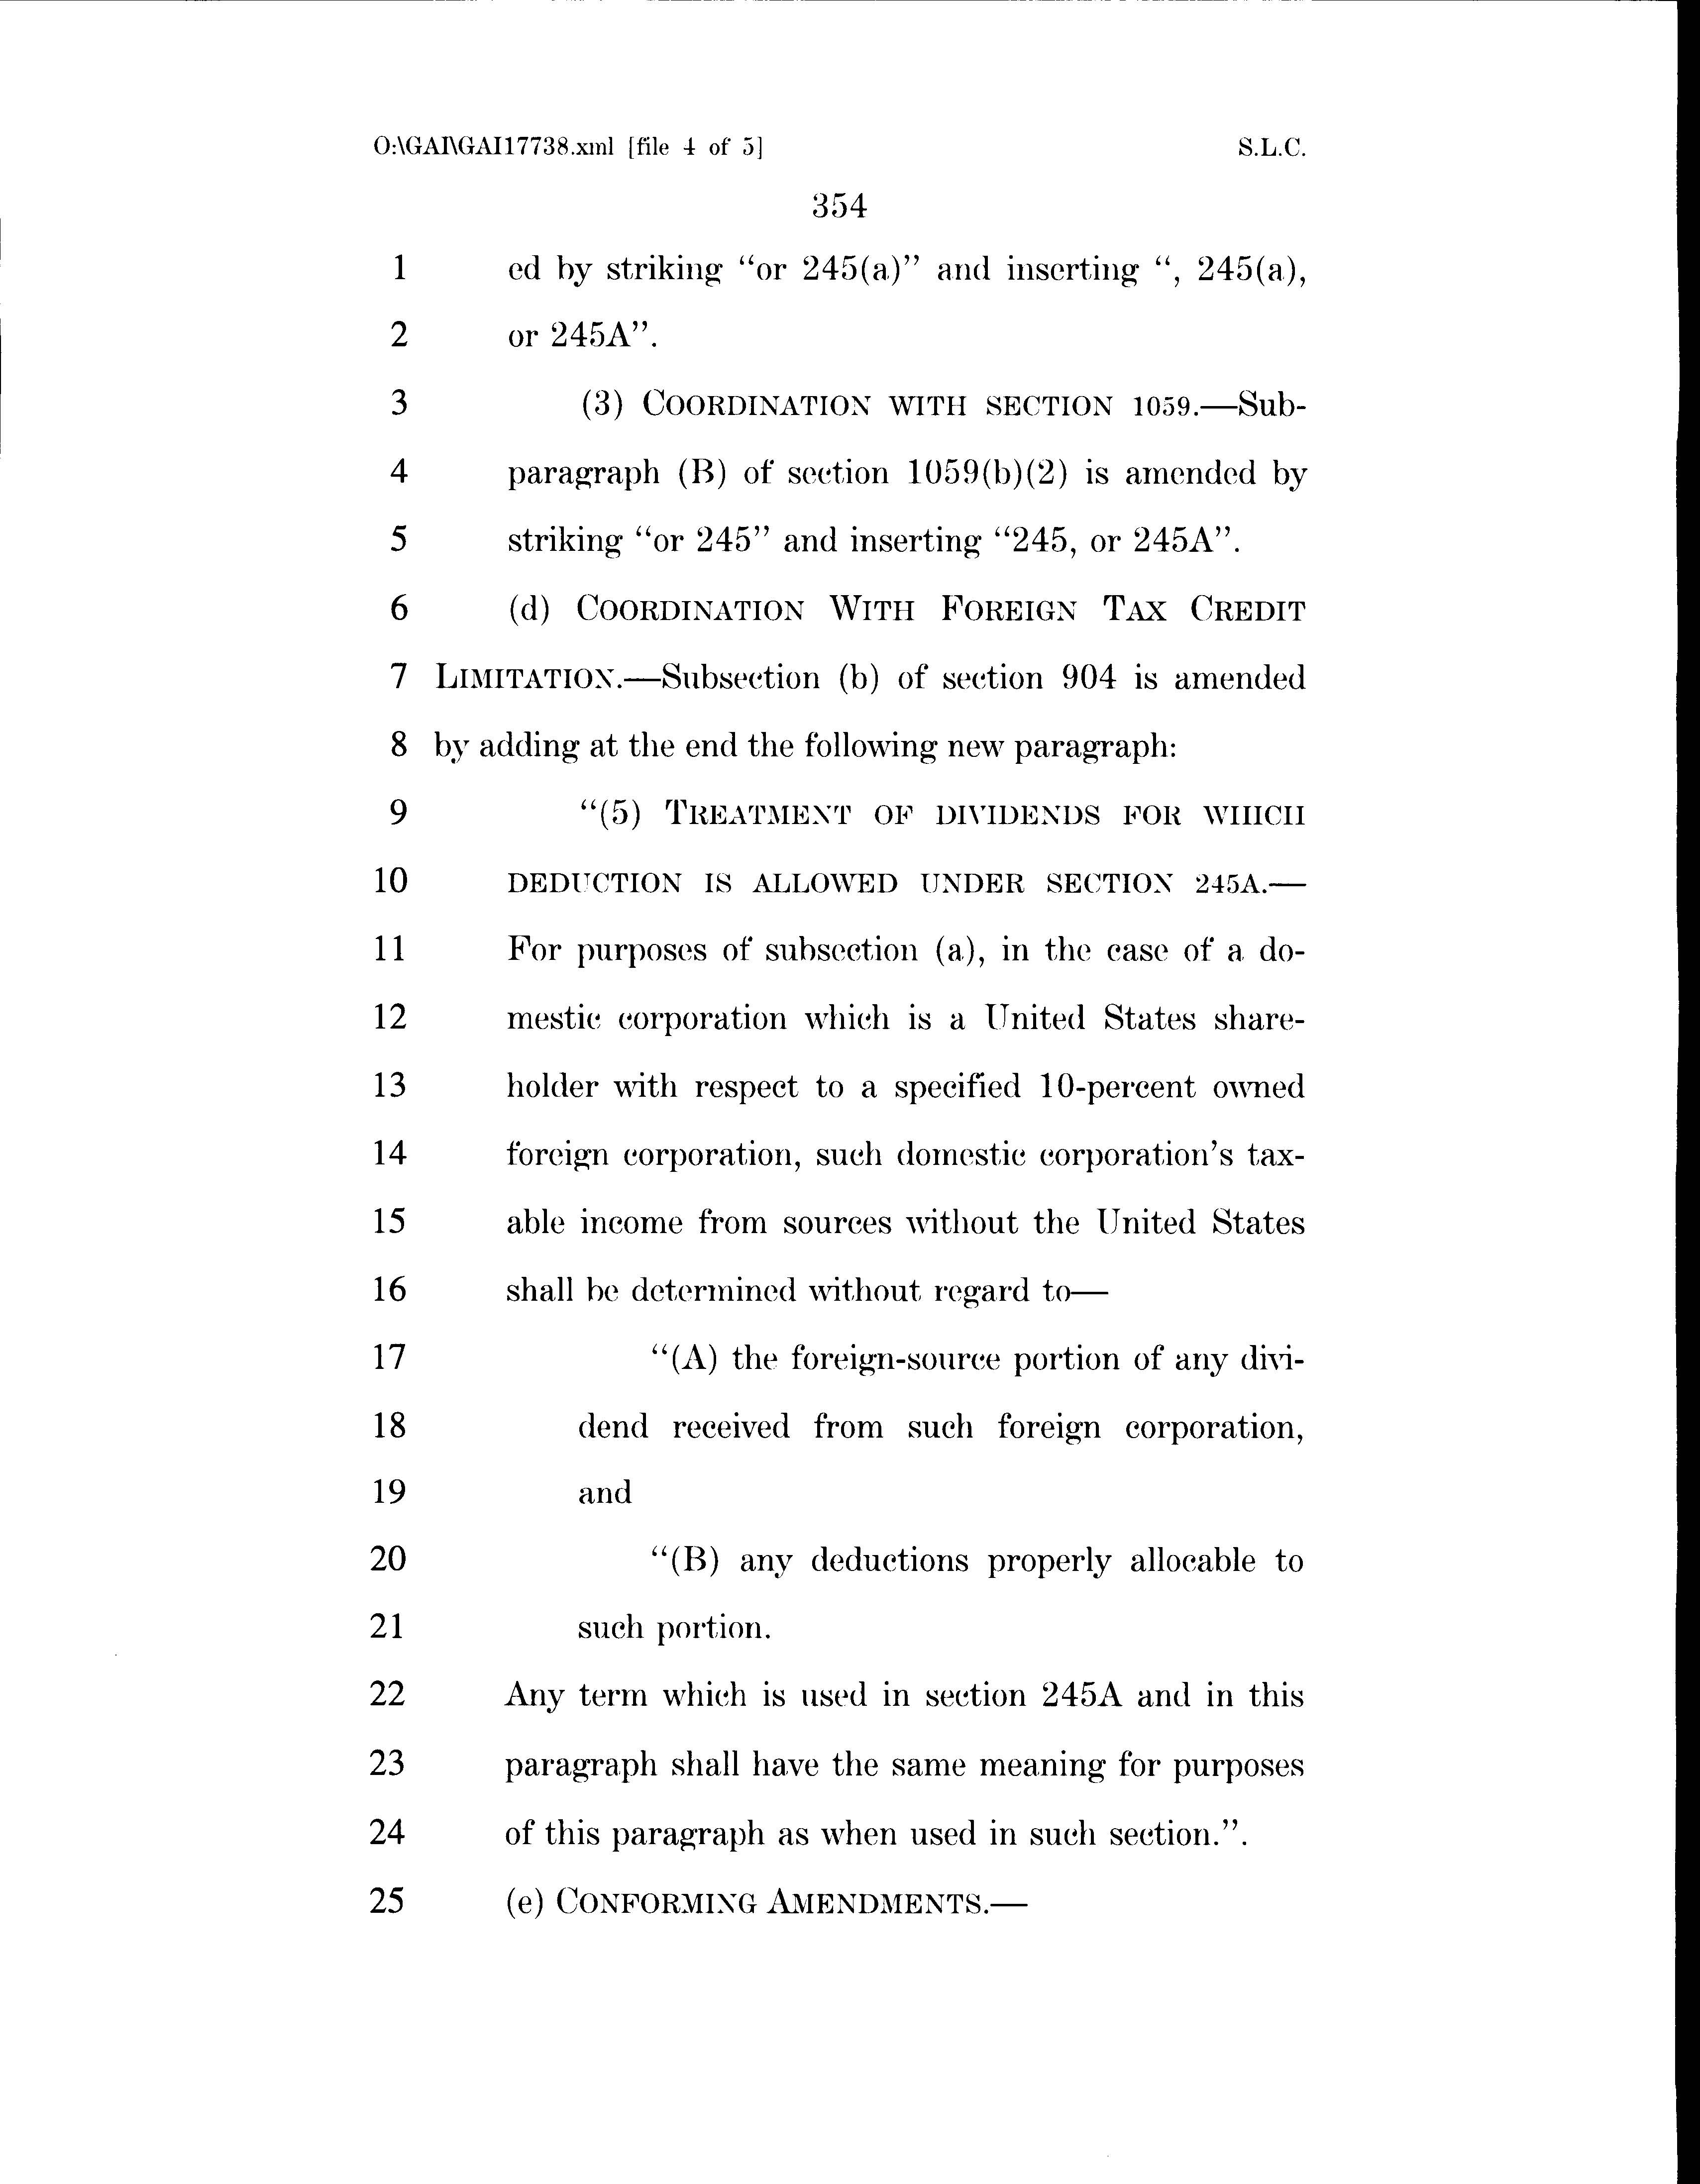 O:\GAI\GAI17738.xml [file 4 of 5] S.L.C.
354
1 ed by striking “or 245(a)” and inserting “, 245(a),
2 or 245A”.
3 (3) COORDINATION WITH SECTION 1059.—Sub-
4 paragraph (B) of section 1059(b)(2) is amended by
5 striking “or 245” and inserting “245, or 245A”.
6 (d) COORDINATION WITH FOREIGN TAX CREDIT
7 LIMITATION.—Subsection (b) of section 904 is amended
8 by adding at the end the following new paragraph:
9 “(5) TREATMENT OF DIVIDENDS FOR WHICH
10 DEDUCTION IS ALLOWED UNDER SECTION 245A.—
11 For purposes of subsection (a), in the case of a do-
12 mestic corporation which is a United States share-
13 holder with respect to a specified 10-percent owned
14 foreign corporation, such domestic corporation's tax-
15 able income from sources without the United States
16 shall be determined without regard to—
17 “(A) the foreign-source portion of any divi-
18 dend received from such foreign corporation,
19 and
20 “(B) any deductions properly allocable to
21 such portion.
22 Any term which is used in section 245A and in this
23 paragraph shall have the same meaning for purposes
24 of this paragraph as when used in such section.”.
25 (e) CONFORMING AMENDMENTS.—